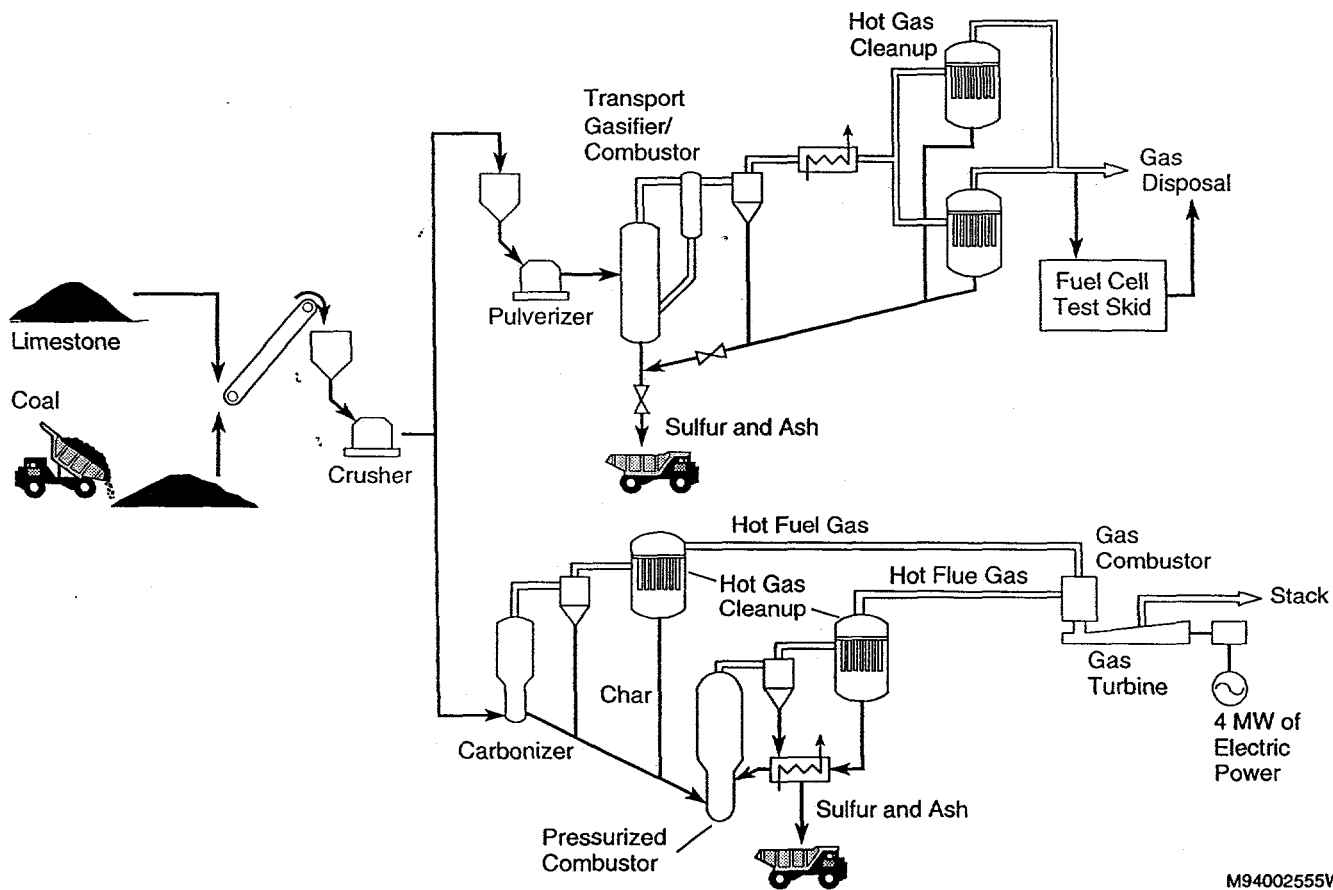 Hot Gas
Cleanup
Transport
Gasifier/
Combustor
Gas
Disposal
Fuel Cell
Test Skid
Pulverizer
Limestone
Coal
Crusher
Sulfur and Ash
Hot Fuel Gas
Gas
Combustor
Hot Gas
Cleanup
Hot Flue Gas
Stack
Char
Gas
Turbine
Carbonizer
4 MW of
Electric
Power
Sulfur and Ash
Pressurized
Combustor
M94002555W